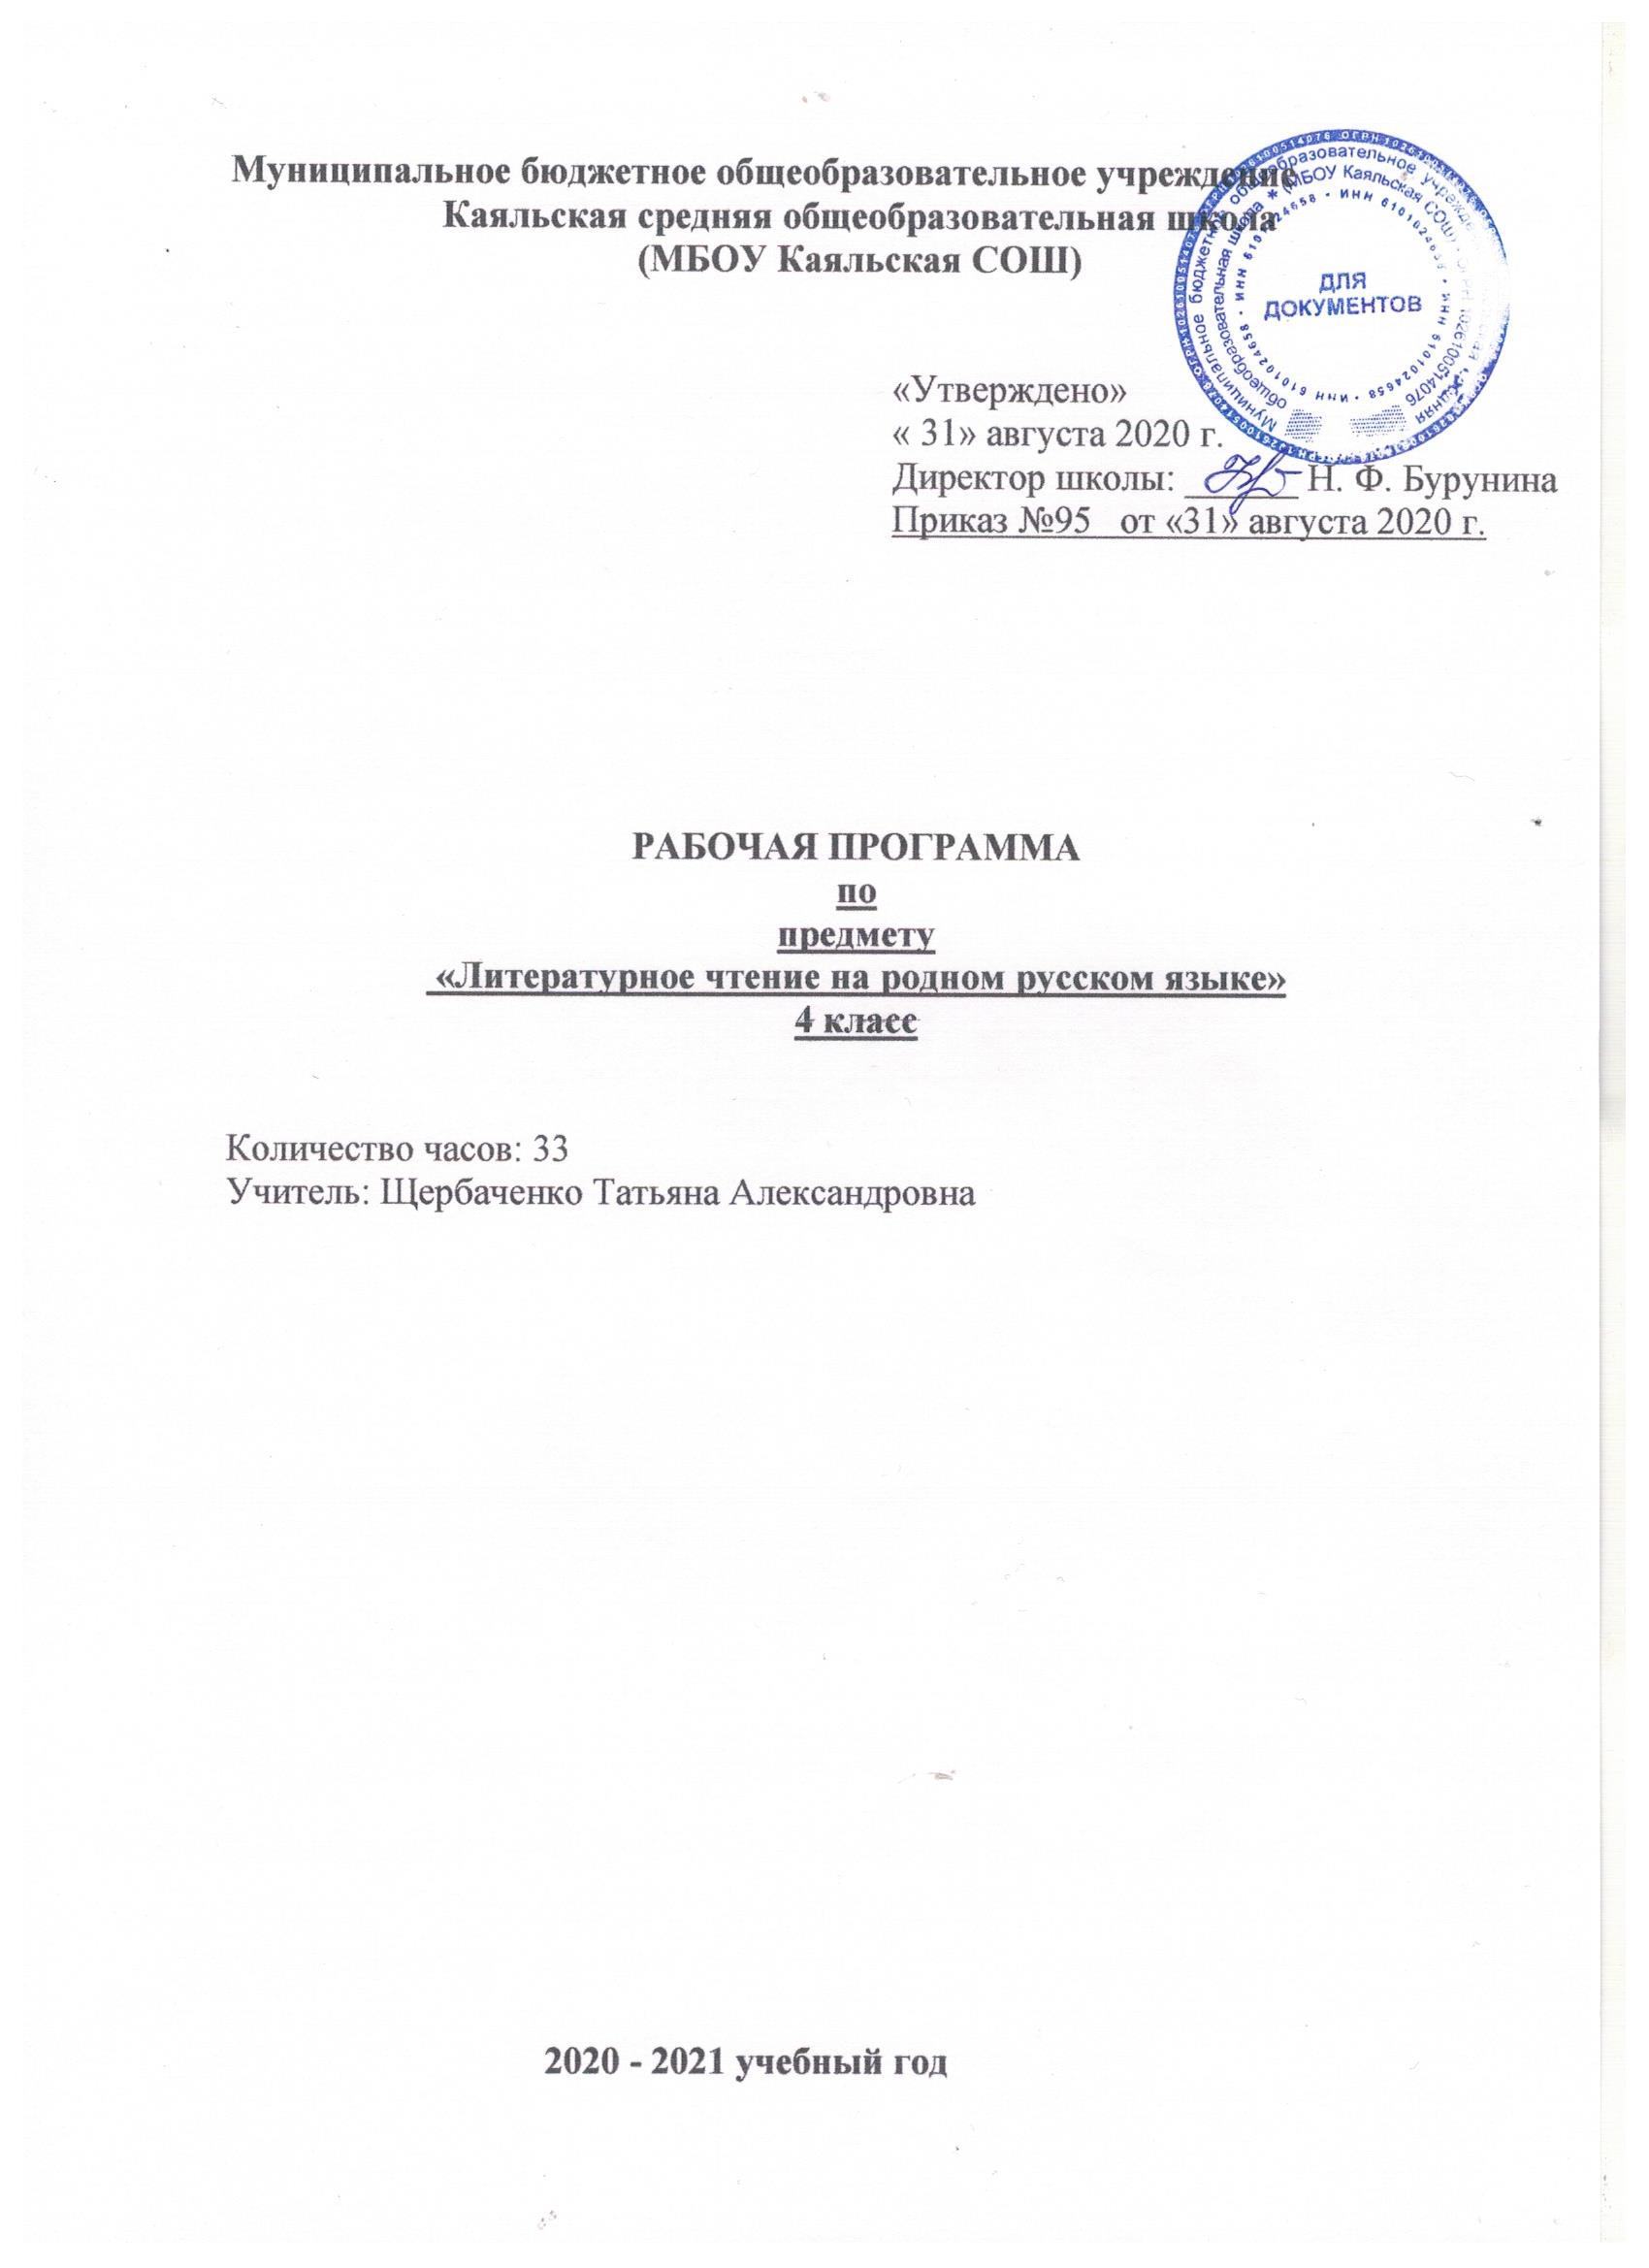 Муниципальное бюджетное общеобразовательное учреждение
Каяльская средняя общеобразовательная школа
(МБОУ Каяльская СОШ)
ДЛЯ
ДОКУМЕНТОВ
«Утверждено»
« 31» августа 2020 г.
Директор школы: ______ Н. Ф. Бурунина
Приказ №95 от «31» августа 2020 г.
РАБОЧАЯ ПРОГРАММА
по
предмету
«Литературное чтение на родном русском языке»
4 класс
Количество часов: 33
Учитель: Щербаченко Татьяна Александровна
2020 - 2021 учебный год